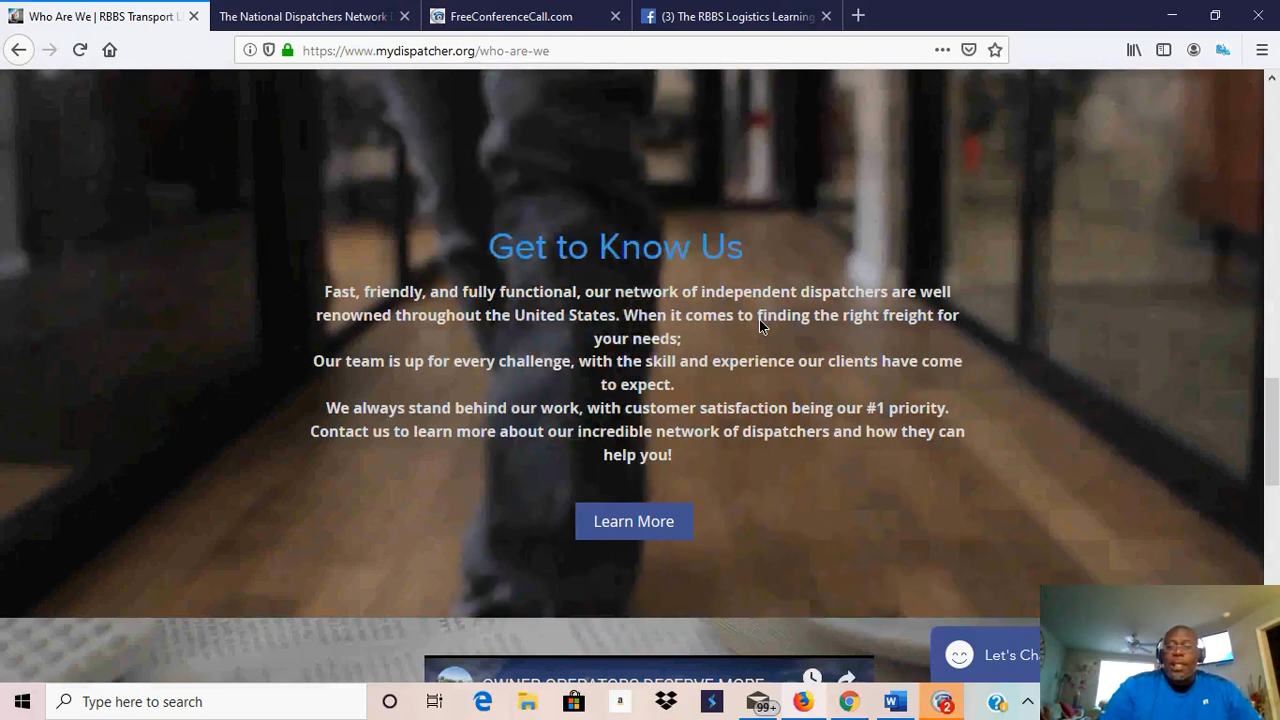 Who Are We | RBBS Transport L
The National Dispatchers Network
FreeConferenceCall.com
(3) The RBBS Logistics Learning
https://www.mydispatcher.org/who-are-we
Get to Know Us
Fast, friendly, and fully functional, our network of independent dispatchers are well
renowned throughout the United States. When it comes to finding the right freight for
your needs;
Our team is up for every challenge, with the skill and experience our clients have come
to expect.
We always stand behind our work, with customer satisfaction being our #1 priority.
Contact us to learn more about our incredible network of dispatchers and how they can
help you!
Learn More
OWNER OPERATORS DESERVE MORE
Let's Ch
Type here to search
a
99+
2